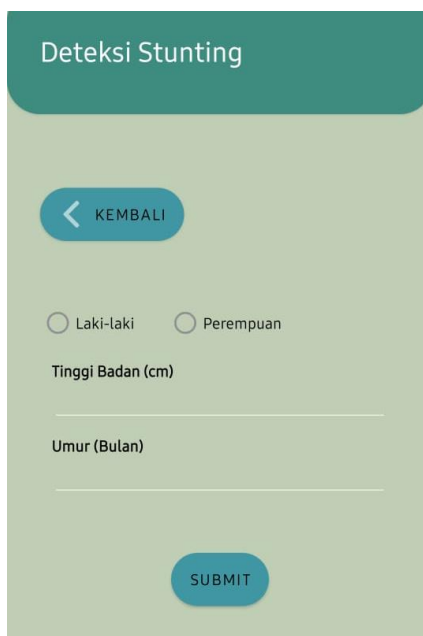 Deteksi Stunting
KEMBALI
Laki-laki Perempuan
Tinggi Badan (cm)
Umur (Bulan)
SUBMIT